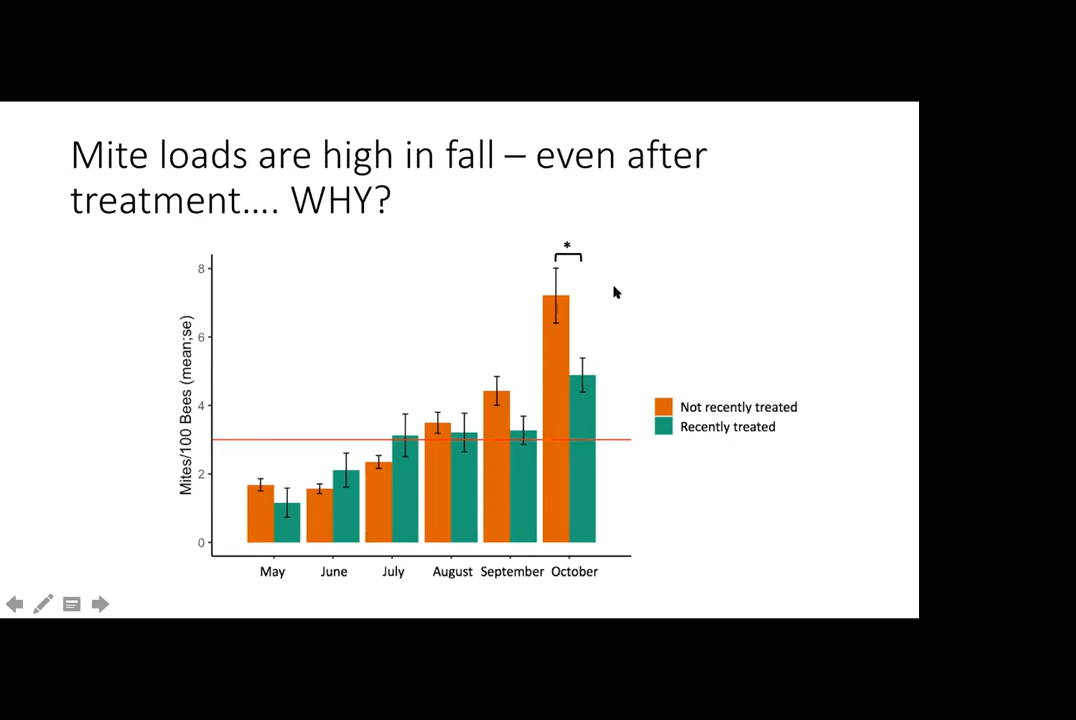 Mite loads are high in fall – even after
treatment.... WHY?
*
8
6
4
2
0
Mites/100 Bees (mean;se)
Not recently treated
Recently treated
May June July August September October